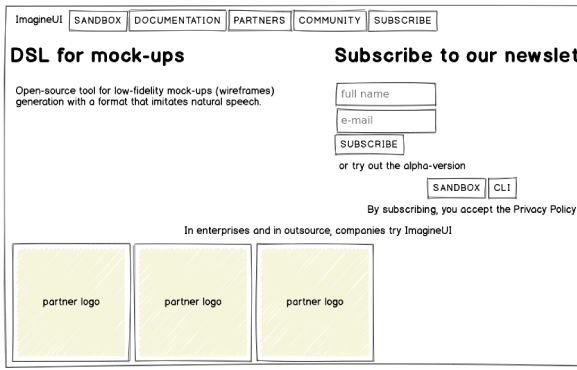 ImagineUI SANDBOX DOCUMENTATION PARTNERS COMMUNITY SUBSCRIBE
DSL for mock-ups
Open-source tool for low-fidelity mock-ups (wireframes)
generation with a format that imitates natural speech.
Subscribe to our newslet
full name
e-mail
SUBSCRIBE
or try out the alpha-version
SANDBOX CLI
By subscribing, you accept the Privacy Policy
In enterprises and in outsource, companies try ImagineUI
partner logo partner logo partner logo